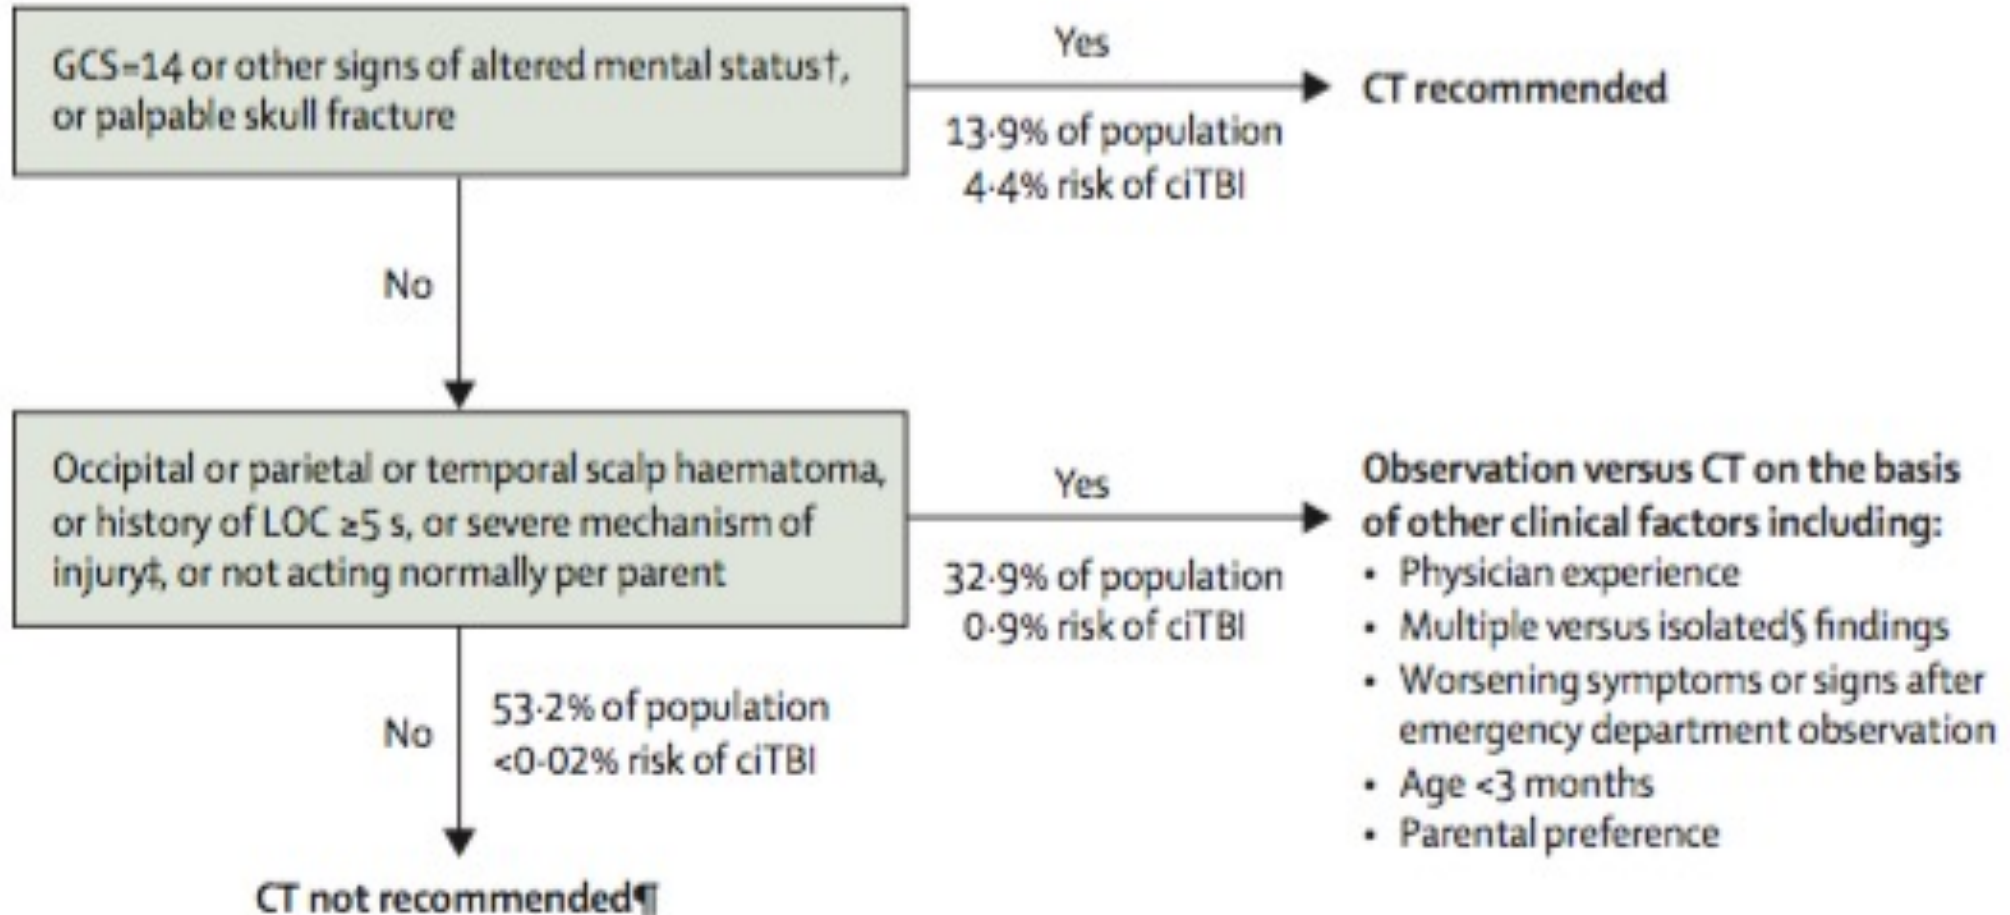 GCS=14 or other signs of altered mental status†,
or palpable skull fracture
Yes
13·9% of population
4·4% risk of ciTBI
CT recommended
No
Occipital or parietal or temporal scalp haematoma,
or history of LOC ≥5 s, or severe mechanism of
injury‡, or not acting normally per parent
Yes
32·9% of population
0·9% risk of ciTBI
Observation versus CT on the basis
of other clinical factors including:
• Physician experience
• Multiple versus isolated§ findings
• Worsening symptoms or signs after
emergency department observation
• Age <3 months
• Parental preference
No
53·2% of population
<0·02% risk of ciTBI
CT not recommended¶